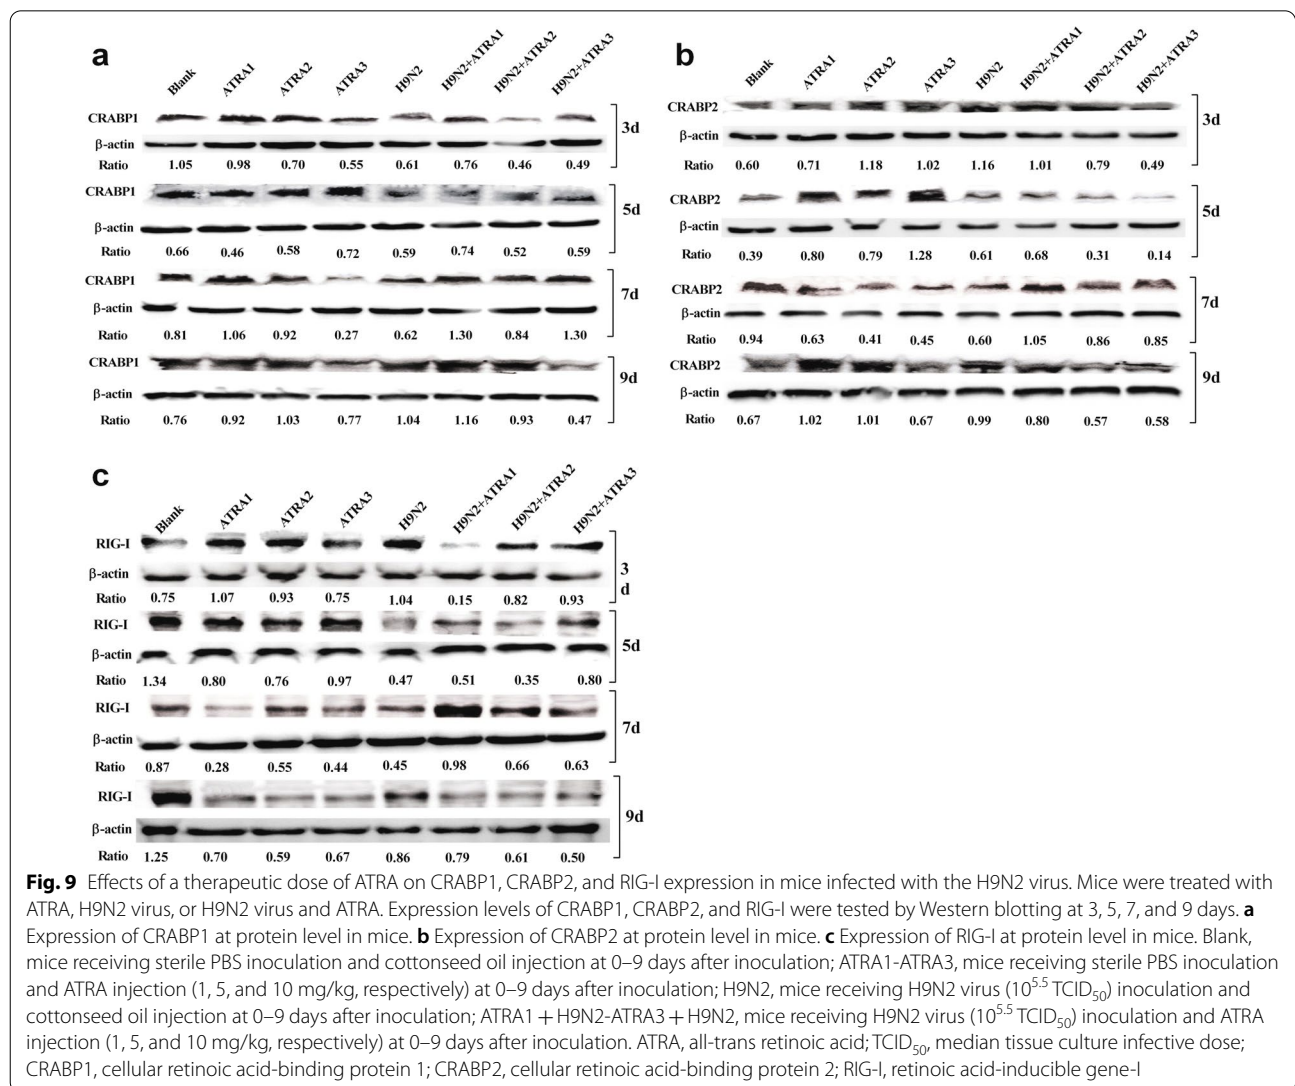 a
Blank ATRA1 ATRA2 ATRA3 H9N2 H9N2+ATRA1 H9N2+ATRA2 H9N2+ATRA3
CRABP1 3d
β-actin
Ratio 1.05 0.98 0.70 0.55 0.61 0.76 0.46 0.49
CRABP1 5d
β-actin
Ratio 0.66 0.46 0.58 0.72 0.59 0.74 0.52 0.59
CRABP1 7d
β-actin
Ratio 0.81 1.06 0.92 0.27 0.62 1.30 0.84 1.30
CRABP1 9d
β-actin
Ratio 0.76 0.92 1.03 0.77 1.04 1.16 0.93 0.47
b
Blank ATRA1 ATRA2 ATRA3 H9N2 H9N2+ATRA1 H9N2+ATRA2 H9N2+ATRA3
CRABP2 3d
β-actin
Ratio 0.60 0.71 1.18 1.02 1.16 1.01 0.79 0.49
CRABP2 5d
β-actin
Ratio 0.39 0.80 0.79 1.28 0.61 0.68 0.31 0.14
CRABP2 7d
β-actin
Ratio 0.94 0.63 0.41 0.45 0.60 1.05 0.86 0.85
CRABP2 9d
β-actin
Ratio 0.67 1.02 1.01 0.67 0.99 0.80 0.57 0.58
c
Blank ATRA1 ATRA2 ATRA3 H9N2 H9N2+ATRA1 H9N2+ATRA2 H9N2+ATRA3
RIG-I 3
β-actin d
Ratio 0.75 1.07 0.93 0.75 1.04 0.15 0.82 0.93
RIG-I 5d
β-actin
Ratio 1.34 0.80 0.76 0.97 0.47 0.51 0.35 0.80
RIG-I 7d
β-actin
Ratio 0.87 0.28 0.55 0.44 0.45 0.98 0.66 0.63
RIG-I 9d
β-actin
Ratio 1.25 0.70 0.59 0.67 0.86 0.79 0.61 0.50
Fig. 9 Effects of a therapeutic dose of ATRA on CRABP1, CRABP2, and RIG-I expression in mice infected with the H9N2 virus. Mice were treated with
ATRA, H9N2 virus, or H9N2 virus and ATRA. Expression levels of CRABP1, CRABP2, and RIG-I were tested by Western blotting at 3, 5, 7, and 9 days. a
Expression of CRABP1 at protein level in mice. b Expression of CRABP2 at protein level in mice. c Expression of RIG-I at protein level in mice. Blank,
mice receiving sterile PBS inoculation and cottonseed oil injection at 0–9 days after inoculation; ATRA1-ATRA3, mice receiving sterile PBS inoculation
and ATRA injection (1, 5, and 10 mg/kg, respectively) at 0–9 days after inoculation; H9N2, mice receiving H9N2 virus (10^5.5 TCID50) inoculation and
cottonseed oil injection at 0–9 days after inoculation; ATRA1 + H9N2-ATRA3 + H9N2, mice receiving H9N2 virus (10^5.5 TCID50) inoculation and ATRA
injection (1, 5, and 10 mg/kg, respectively) at 0–9 days after inoculation. ATRA, all-trans retinoic acid; TCID50, median tissue culture infective dose;
CRABP1, cellular retinoic acid-binding protein 1; CRABP2, cellular retinoic acid-binding protein 2; RIG-I, retinoic acid-inducible gene-I